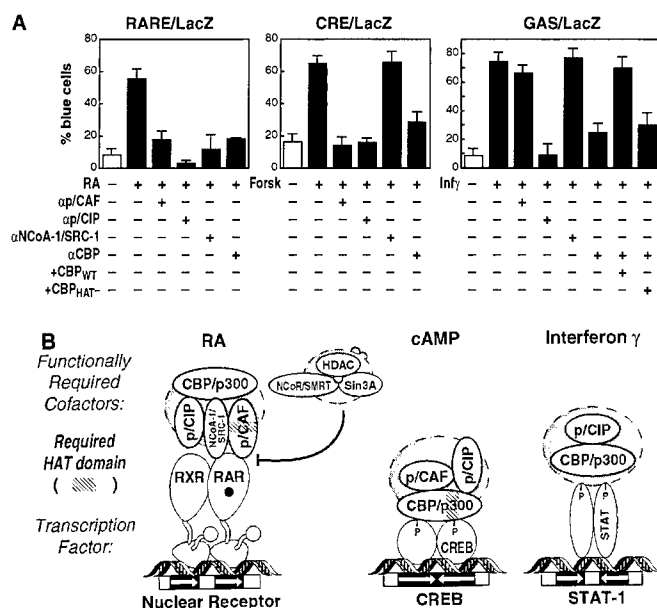 A
RARE/LacZ CRE/LacZ GAS/LacZ
% blue cells
60
40
20
0
60
40
20
0
80
60
40
20
0
RA – + + + + + Forsk – + + + + + Infγ – + + + + + + +
αp/CAF – – + – – – – – + – – – – – + – – – – –
αp/CIP – – – + – – – – – + – – – – – + – – – –
αNCoA-1/SRC-1 – – – – + – – – – – + – – – – – + – – –
αCBP – – – – – + – – – – – + – – – – – + + +
+CBPWT – – – – – – – – – – – – – – – – – – + –
+CBPHAT- – – – – – – – – – – – – – – – – – – – +
B
RA cAMP Interferon γ
Functionally
Required
Cofactors:
Required
HAT domain
( )
Transcription
Factor:
CBP/p300
p/CIP
NCoA-1/
SRC-1
p/CAF
RXR
RAR
HDAC
NCoR/SMRT
Sin3A
Nuclear Receptor
p/CAF
p/CIP
CBP/p300
P P
CREB
CREB
p/CIP
CBP/p300
P P
STAT
STAT-1